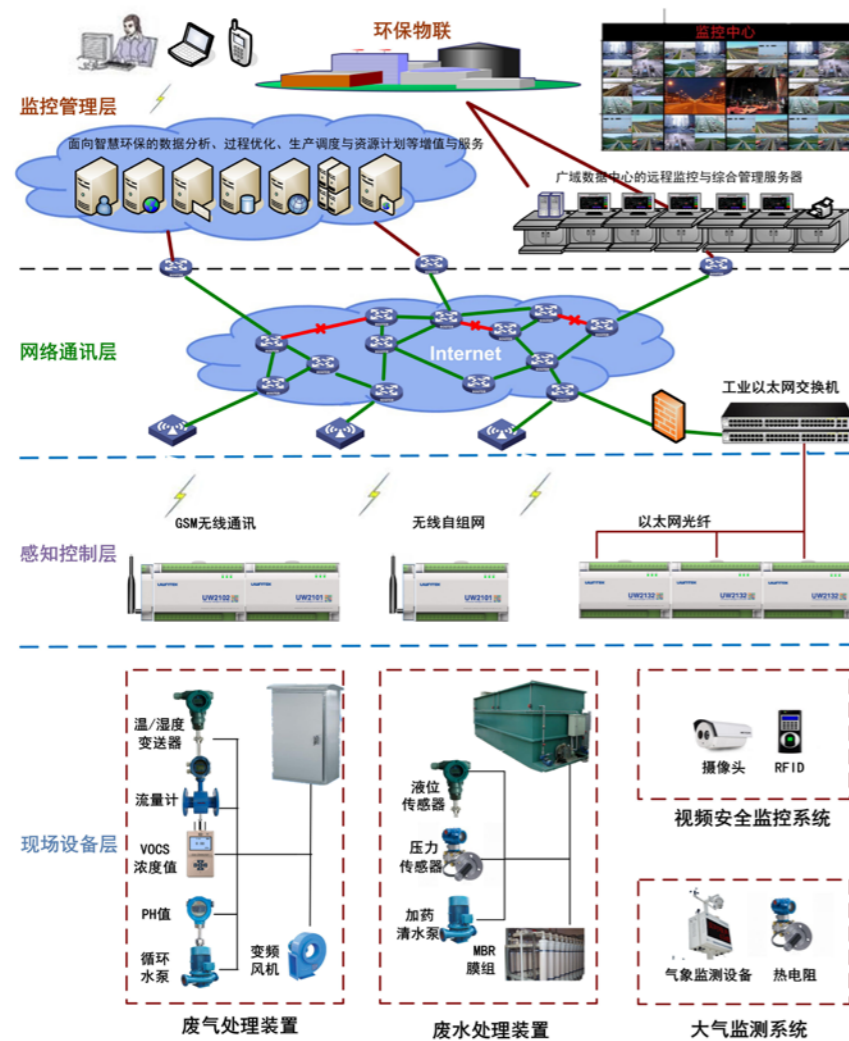 环保物联
监控中心
监控管理层
面向智慧环保的数据分析、过程优化、生产调度与资源计划等增值与服务
广域数据中心的远程监控与综合管理服务器
网络通讯层
Internet
工业以太网交换机
GSM无线通讯
无线自组网
以太网光纤
感知控制层
UW2102
UW2101
UW2101
UW2132
UW2132
UW2132
现场设备层
温/湿度
变送器
流量计
VOCS
浓度值
PH值
循环
水泵
变频
风机
废气处理装置
液位
传感器
压力
传感器
加药
清水泵
MBR
膜组
废水处理装置
摄像头
RFID
视频安全监控系统
气象监测设备
热电阻
大气监测系统